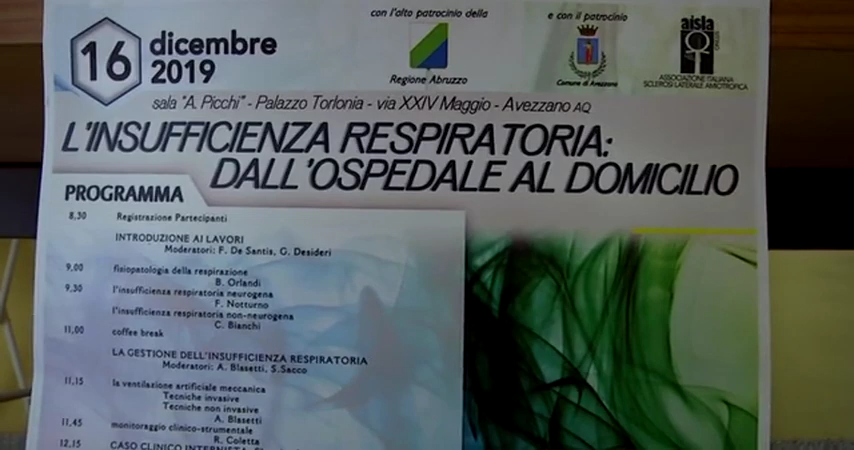 16 dicembre 2019
con l'alto patrocinio della
Regione Abruzzo
e con il patrocinio
Comune di Avezzano
aisla
ASSOCIAZIONE ITALIANA
SCLEROSI LATERALE AMIOTROFICA
sala "A. Picchi" - Palazzo Torlonia - via XXIV Maggio - Avezzano AQ
L'INSUFFICIENZA RESPIRATORIA:
DALL'OSPEDALE AL DOMICILIO
PROGRAMMA
8,30 Registrazione Partecipanti
INTRODUZIONE AI LAVORI
Moderatori: F. De Santis, G. Desideri
9,00 fisiopatologia della respirazione
B. Orlandi
9,30 l'insufficienza respiratoria neurogena
F. Notturno
l'insufficienza respiratoria non-neurogena
C. Bianchi
11,00 coffee break
LA GESTIONE DELL'INSUFFICIENZA RESPIRATORIA
Moderatori: A. Blasetti, S.Sacco
11,15 la ventilazione artificiale meccanica
Tecniche invasive
Tecniche non invasive
A. Blasetti
11,45 monitoraggio clinico-strumentale
R. Coletta
12,15 CASO CLINICO